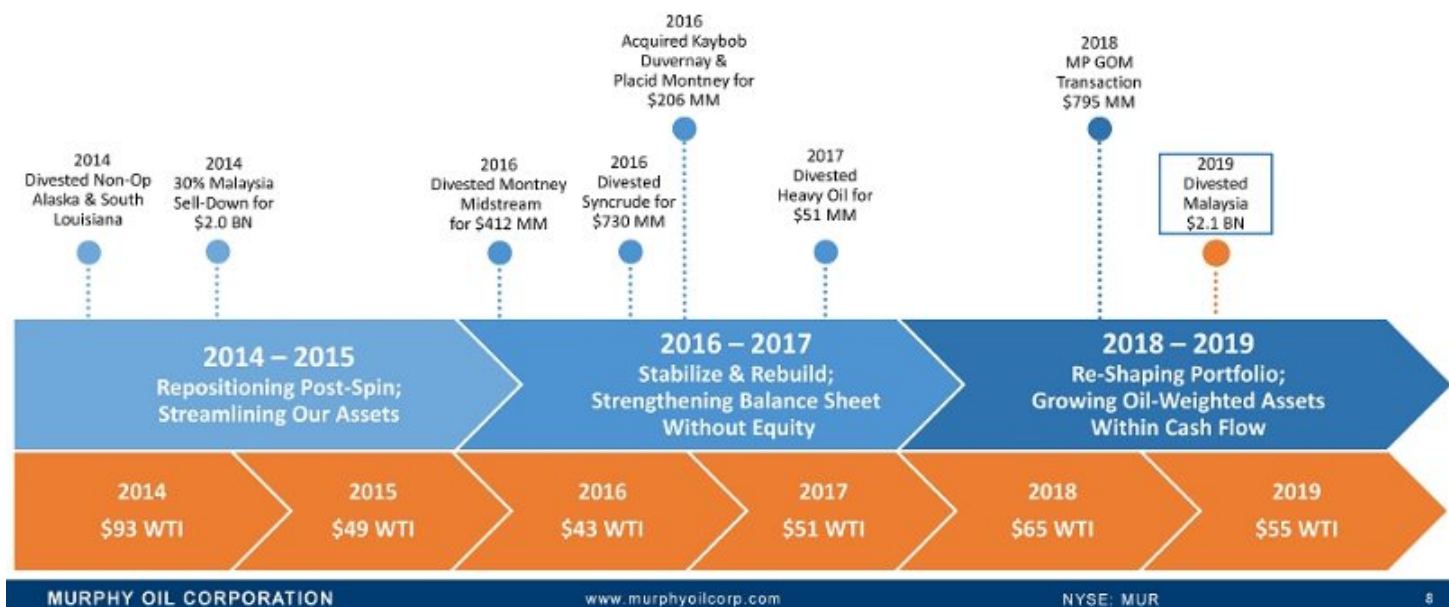 2014
Divested Non-Op
Alaska & South
Louisiana
2014
30% Malaysia
Sell-Down for
$2.0 BN
2016
Divested Montney
Midstream
for $412 MM
2016
Divested
Syncrude for
$730 MM
2016
Acquired Kaybob
Duvernay &
Placid Montney for
$206 MM
2017
Divested
Heavy Oil for
$51 MM
2018
MP GOM
Transaction
$795 MM
2019
Divested
Malaysia
$2.1 BN
2014 – 2015
Repositioning Post-Spin;
Streamlining Our Assets
2016 – 2017
Stabilize & Rebuild;
Strengthening Balance Sheet
Without Equity
2018 – 2019
Re-Shaping Portfolio;
Growing Oil-Weighted Assets
Within Cash Flow
2014
$93 WTI
2015
$49 WTI
2016
$43 WTI
2017
$51 WTI
2018
$65 WTI
2019
$55 WTI
MURPHY OIL CORPORATION
www.murphyoilcorp.com
NYSE: MUR
8